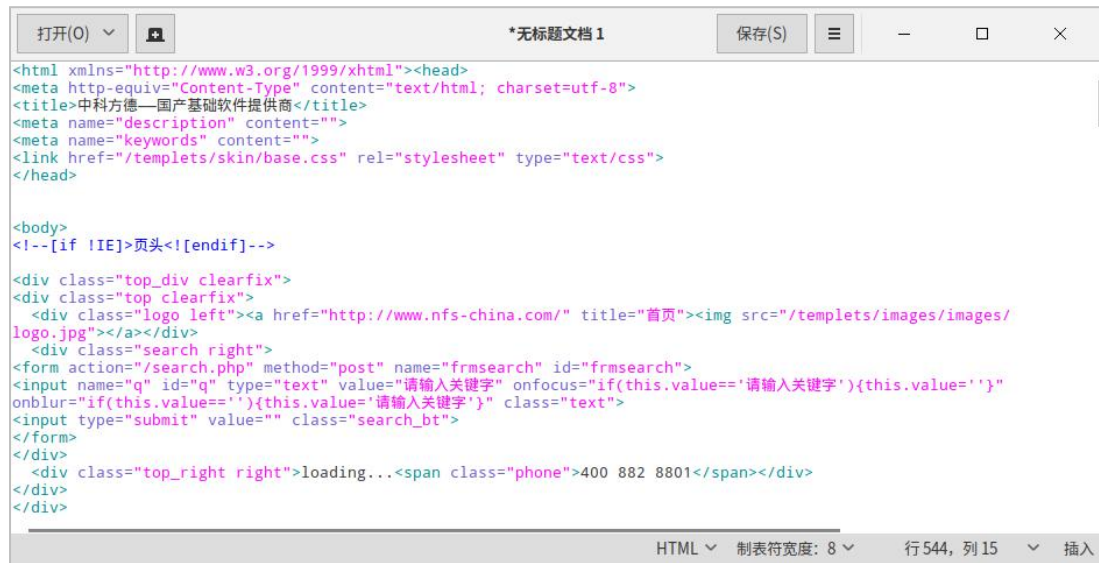 打开(O) *无标题文档 1 保存(S)
<html xmlns="http://www.w3.org/1999/xhtml"><head>
<meta http-equiv="Content-Type" content="text/html; charset=utf-8">
<title>中科方德——国产基础软件提供商</title>
<meta name="description" content="">
<meta name="keywords" content="">
<link href="/templets/skin/base.css" rel="stylesheet" type="text/css">
</head>
<body>
<!--[if !IE]>页头<![endif]-->
<div class="top_div clearfix">
<div class="top clearfix">
  <div class="logo left"><a href="http://www.nfs-china.com/" title="首页"><img src="/templets/images/images/
logo.jpg"></a></div>
  <div class="search right">
<form action="/search.php" method="post" name="frmsearch" id="frmsearch">
<input name="q" id="q" type="text" value="请输入关键字" onfocus="if(this.value=='请输入关键字'){this.value=''}"
onblur="if(this.value==''){this.value='请输入关键字'}" class="text">
<input type="submit" value="" class="search_bt">
</form>
</div>
  <div class="top_right right">loading...<span class="phone">400 882 8801</span></div>
</div>
</div>
HTML 制表符宽度：8 行 544，列 15 插入